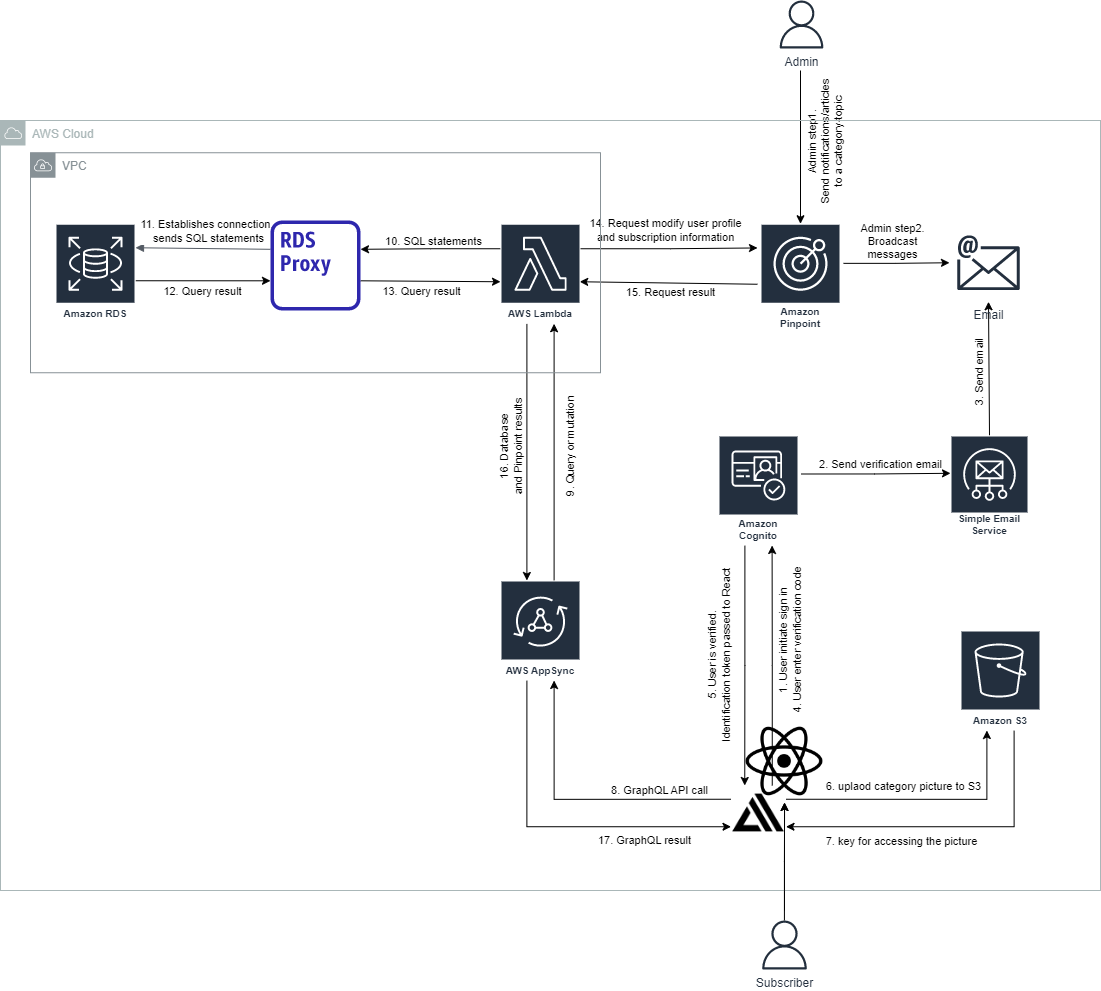 Admin
Admin step1.
Send notifications/articles
to a category-topic
AWS Cloud
VPC
11. Establishes connection
sends SQL statements
RDS
Proxy
10. SQL statements
14. Request modify user profile
and subscription information
Admin step2.
Broadcast
messages
@
12. Query result
13. Query result
15. Request result
Amazon RDS
AWS Lambda
Amazon
Pinpoint
Email
3. Send email
16. Database
and Pinpoint results
9. Query or mutation
2. Send verification email
Amazon
Cognito
Simple Email
Service
5. User is verified.
Identification token passed to React
1. User initiate sign in
4. User enter verification code
AWS AppSync
Amazon S3
8. GraphQL API call
6. uplaod category picture to S3
17. GraphQL result
7. key for accessing the picture
Subscriber